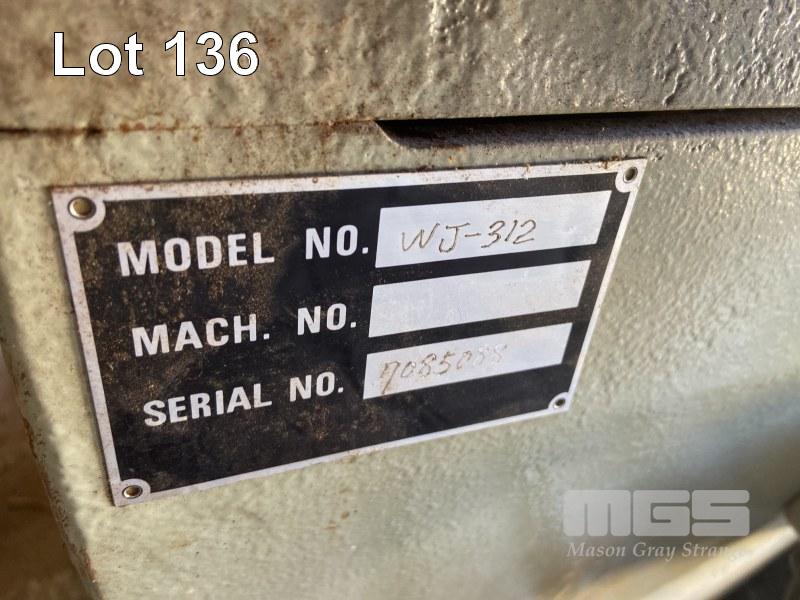 Lot 136
MODEL NO. WJ-312
MACH. NO.
SERIAL NO. 7085088
MGS
Mason Gray Strange